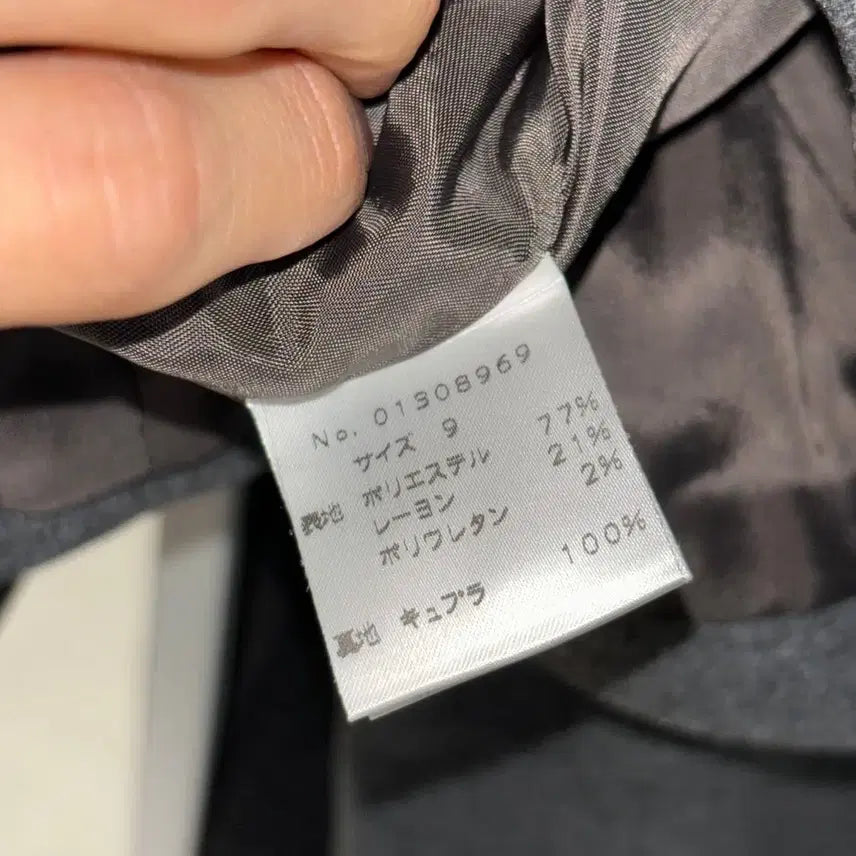 No. 01308969
サイズ 9
表地 ポリエステル 77%
レーヨン 21%
ポリウレタン 2%
裏地 キュプラ 100%